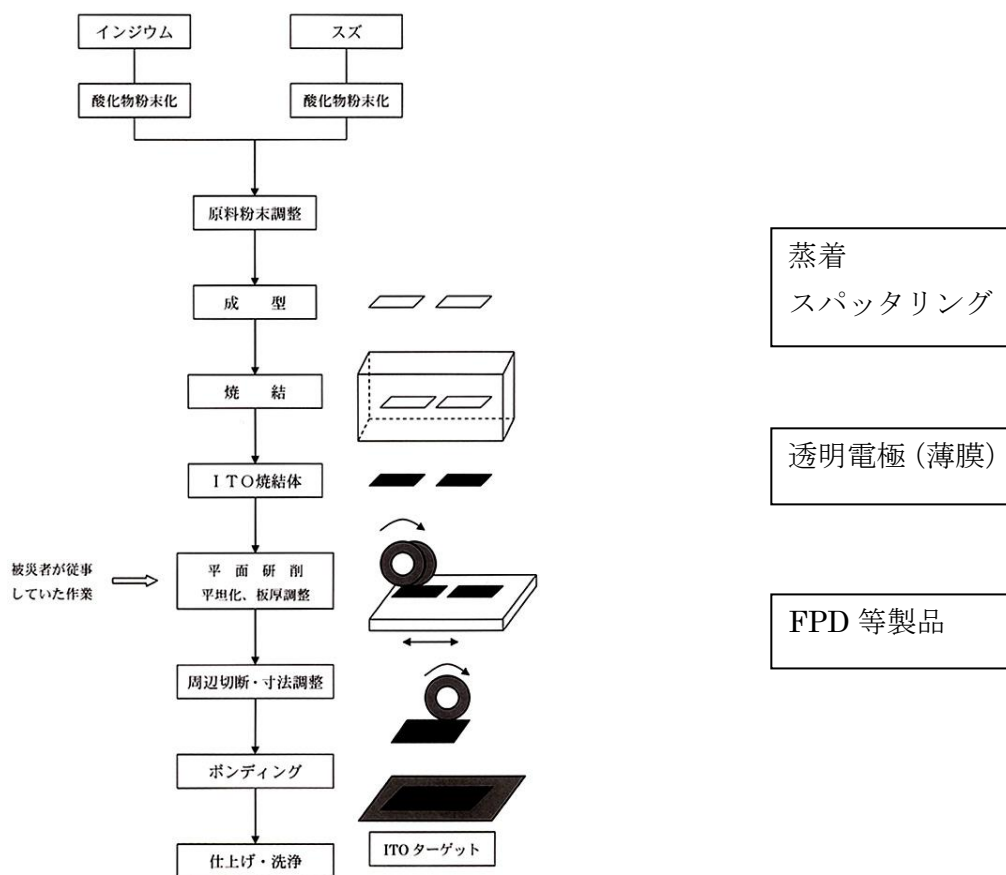 インジウム
スズ
酸化物粉末化
酸化物粉末化
原料粉末調整
成 型
焼 結
ITO焼結体
被災者が従事
していた作業
平 面 研 削
平坦化、板厚調整
周辺切断・寸法調整
ボンディング
仕上げ・洗浄
ITO ターゲット
蒸着
スパッタリング
透明電極 (薄膜)
FPD 等製品